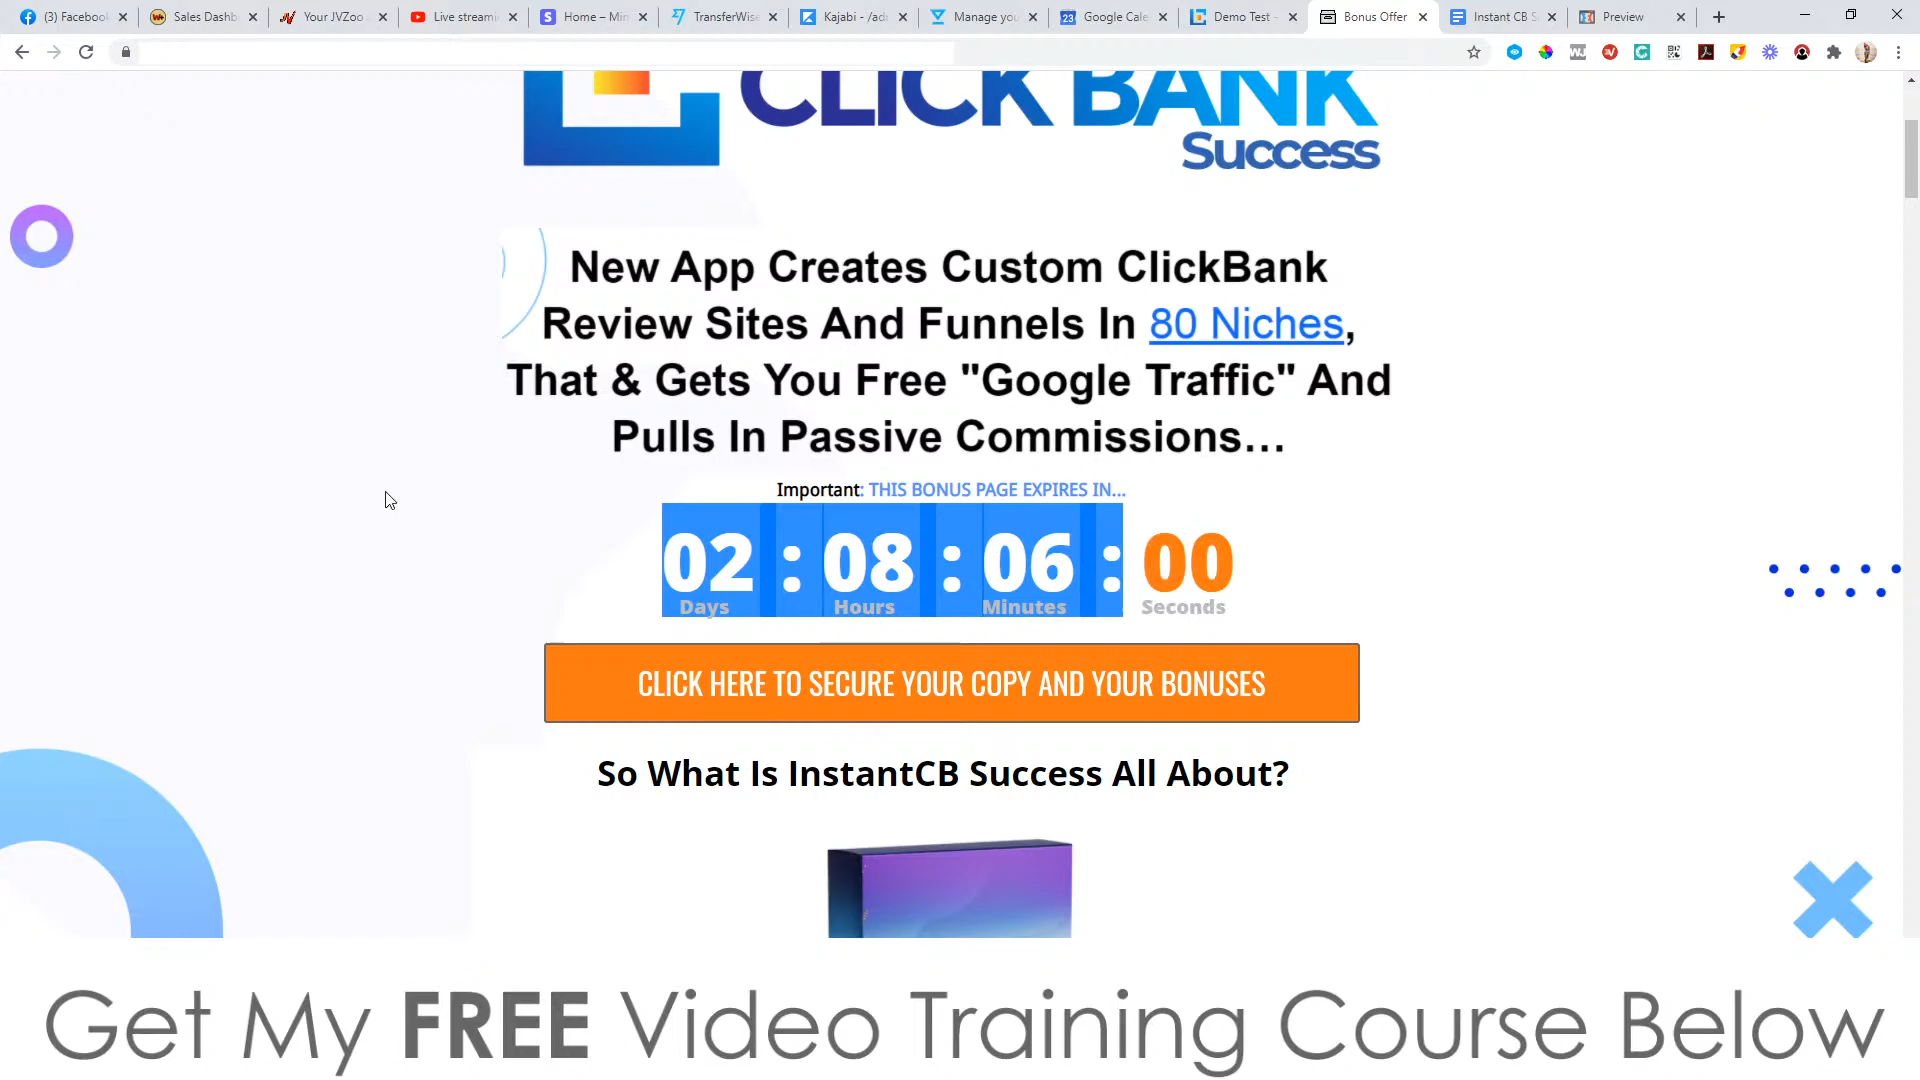 (3) Facebook
Sales Dashb
Your JVZoo
Live streami
Home – Min
TransferWise
Kajabi - /ad
Manage you
Google Cale
Demo Test -
Bonus Offer
Instant CB S
Preview
CLICK BANK
Success
New App Creates Custom ClickBank
Review Sites And Funnels In 80 Niches,
That & Gets You Free "Google Traffic" And
Pulls In Passive Commissions...
Important: THIS BONUS PAGE EXPIRES IN...
02 : 08 : 06 : 00
Days Hours Minutes Seconds
CLICK HERE TO SECURE YOUR COPY AND YOUR BONUSES
So What Is InstantCB Success All About?
Get My FREE Video Training Course Below